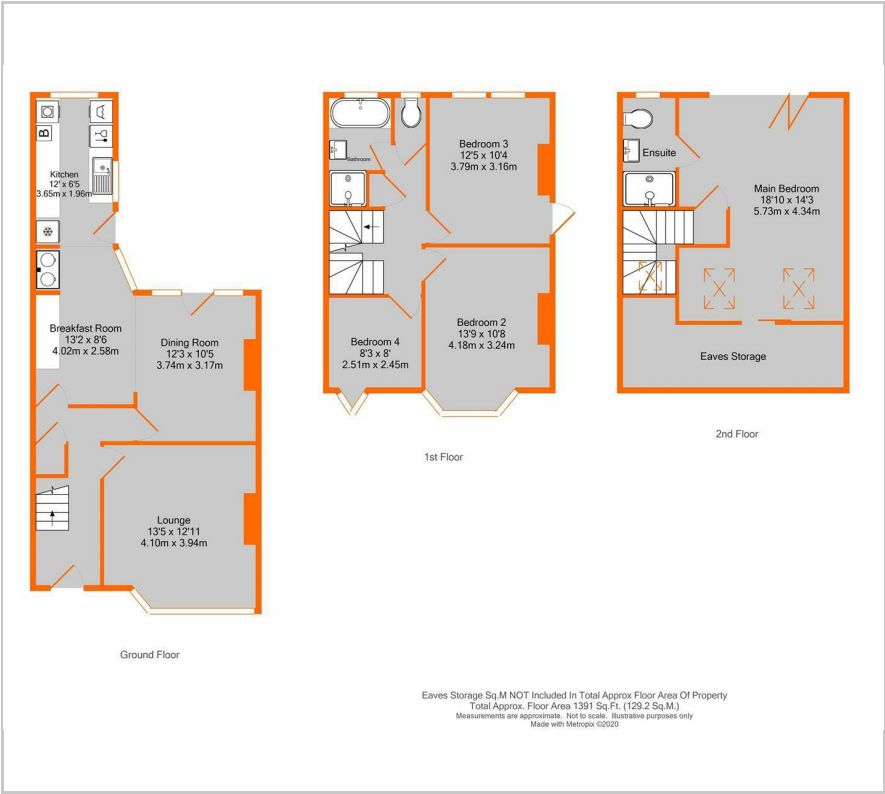 B
Kitchen
12' x 6'5
3.65m x 1.96m
Breakfast Room
13'2 x 8'6
4.02m x 2.58m
Dining Room
12'3 x 10'5
3.74m x 3.17m
Lounge
13'5 x 12'11
4.10m x 3.94m
Ground Floor
Bathroom
Bedroom 3
12'5 x 10'4
3.79m x 3.16m
Bedroom 2
13'9 x 10'8
4.18m x 3.24m
Bedroom 4
8'3 x 8'
2.51m x 2.45m
1st Floor
Ensuite
Main Bedroom
18'10 x 14'3
5.73m x 4.34m
Eaves Storage
2nd Floor
Eaves Storage Sq.M NOT Included In Total Approx Floor Area Of Property
Total Approx. Floor Area 1391 Sq.Ft. (129.2 Sq.M.)
Measurements are approximate. Not to scale. Illustrative purposes only
Made with Metropix ©2020